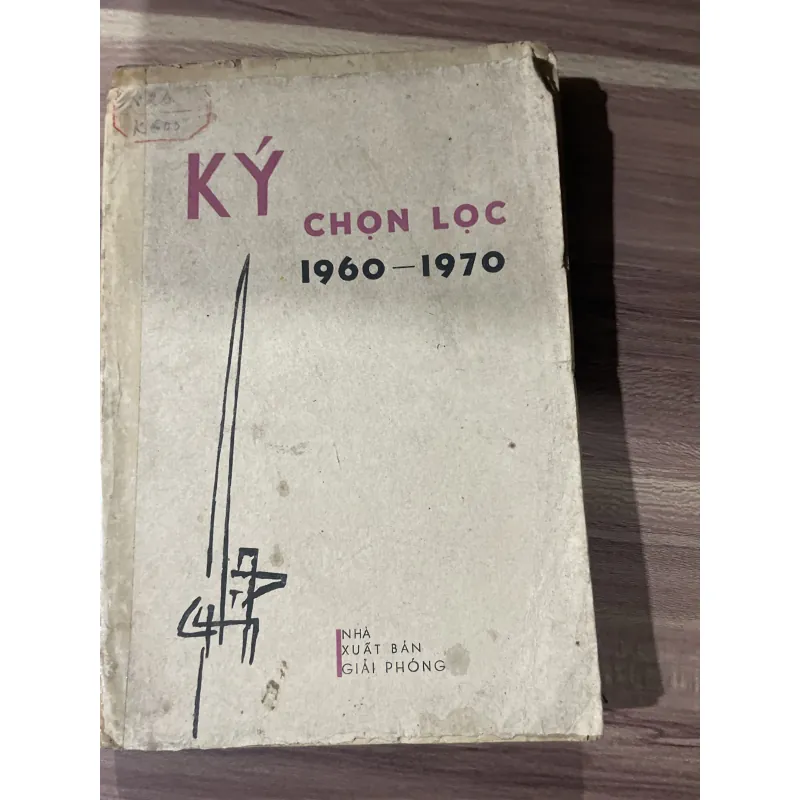 KÝ
CHỌN LỌC
1960 — 1970
NHÀ
XUẤT BẢN
GIẢI PHÓNG